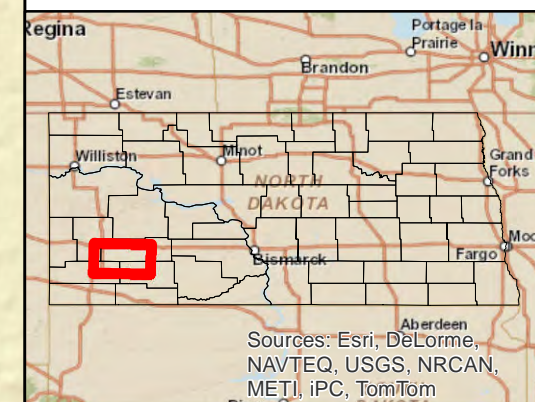 Regina
Portage la
Prairie
Winn
Brandon
Estevan
Williston
Minot
Grand
Forks
NORTH
DAKOTA
Bismarck
Fargo
Moo
Aberdeen
Sources: Esri, DeLorme,
NAVTEQ, USGS, NRCAN,
METI, iPC, TomTom